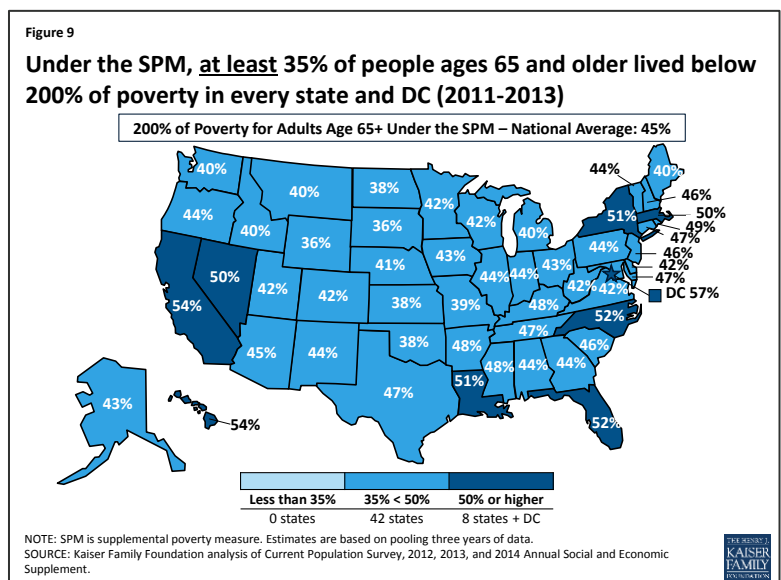 Figure 9
Under the SPM, at least 35% of people ages 65 and older lived below
200% of poverty in every state and DC (2011-2013)
200% of Poverty for Adults Age 65+ Under the SPM – National Average: 45%
40%
40%
38%
42%
44%
40%
46%
44%
40%
36%
36%
42%
40%
51%
50%
49%
47%
50%
41%
43%
44%
46%
42%
47%
54%
42%
42%
38%
39%
44%
44%
43%
42%
42%
DC 57%
48%
52%
45%
44%
38%
48%
47%
46%
47%
51%
48%
44%
44%
52%
43%
54%
Less than 35%
35% < 50%
50% or higher
0 states
42 states
8 states + DC
NOTE: SPM is supplemental poverty measure. Estimates are based on pooling three years of data.
SOURCE: Kaiser Family Foundation analysis of Current Population Survey, 2012, 2013, and 2014 Annual Social and Economic
Supplement.
THE HENRY J.
KAISER
FAMILY
FOUNDATION